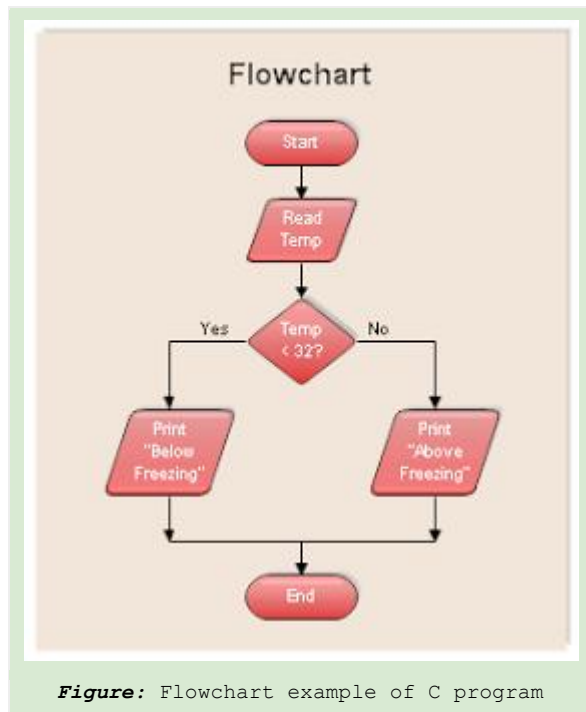 Flowchart
Start
Read
Temp
Yes
Temp
< 32?
No
Print
"Below
Freezing"
Print
"Above
Freezing"
End
Figure: Flowchart example of C program